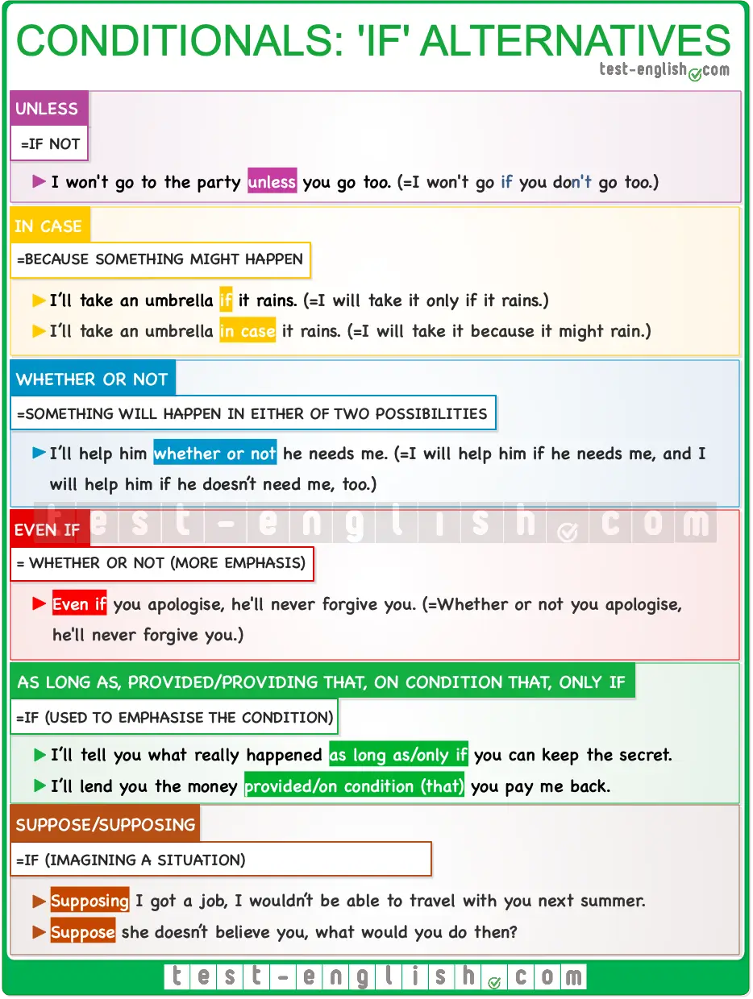 CONDITIONALS: 'IF' ALTERNATIVES
test-english.com
UNLESS
=IF NOT
I won't go to the party unless you go too. (=I won't go if you don't go too.)
IN CASE
=BECAUSE SOMETHING MIGHT HAPPEN
I'll take an umbrella if it rains. (=I will take it only if it rains.)
I'll take an umbrella in case it rains. (=I will take it because it might rain.)
WHETHER OR NOT
=SOMETHING WILL HAPPEN IN EITHER OF TWO POSSIBILITIES
I'll help him whether or not he needs me. (=I will help him if he needs me, and I
will help him if he doesn't need me, too.)
test-english.com
EVEN IF
= WHETHER OR NOT (MORE EMPHASIS)
Even if you apologise, he'll never forgive you. (=Whether or not you apologise,
he'll never forgive you.)
AS LONG AS, PROVIDED/PROVIDING THAT, ON CONDITION THAT, ONLY IF
=IF (USED TO EMPHASISE THE CONDITION)
I'll tell you what really happened as long as/only if you can keep the secret.
I'll lend you the money provided/on condition (that) you pay me back.
SUPPOSE/SUPPOSING
=IF (IMAGINING A SITUATION)
Supposing I got a job, I wouldn't be able to travel with you next summer.
Suppose she doesn't believe you, what would you do then?
test-english.com